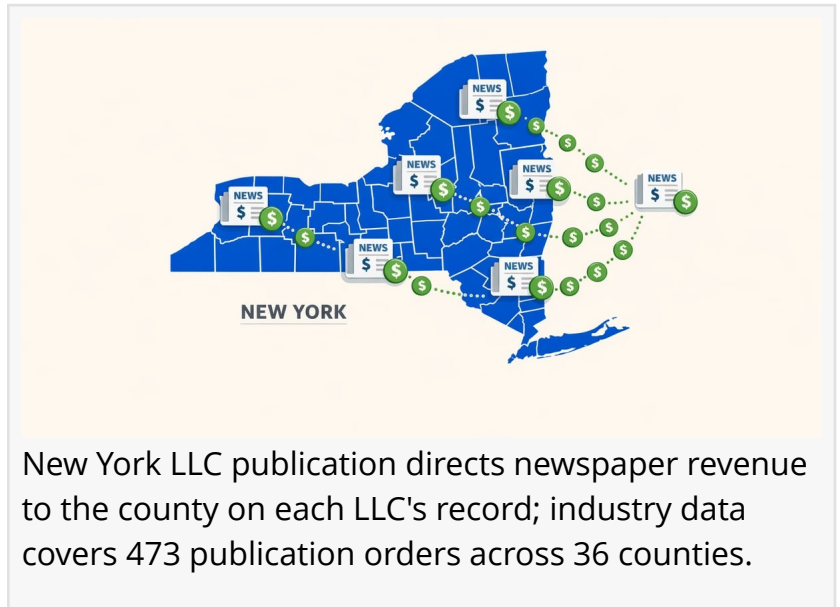 NEWS
$
$
$
$
$
NEWS
$
$
NEWS
$
$
$
NEWS
$
$
$
NEWS
$
$
NEWS
$
$
$
$
$
$
NEWS
$
$
$
NEWS
$
$
$
$
$
NEW YORK
New York LLC publication directs newspaper revenue
to the county on each LLC's record; industry data
covers 473 publication orders across 36 counties.